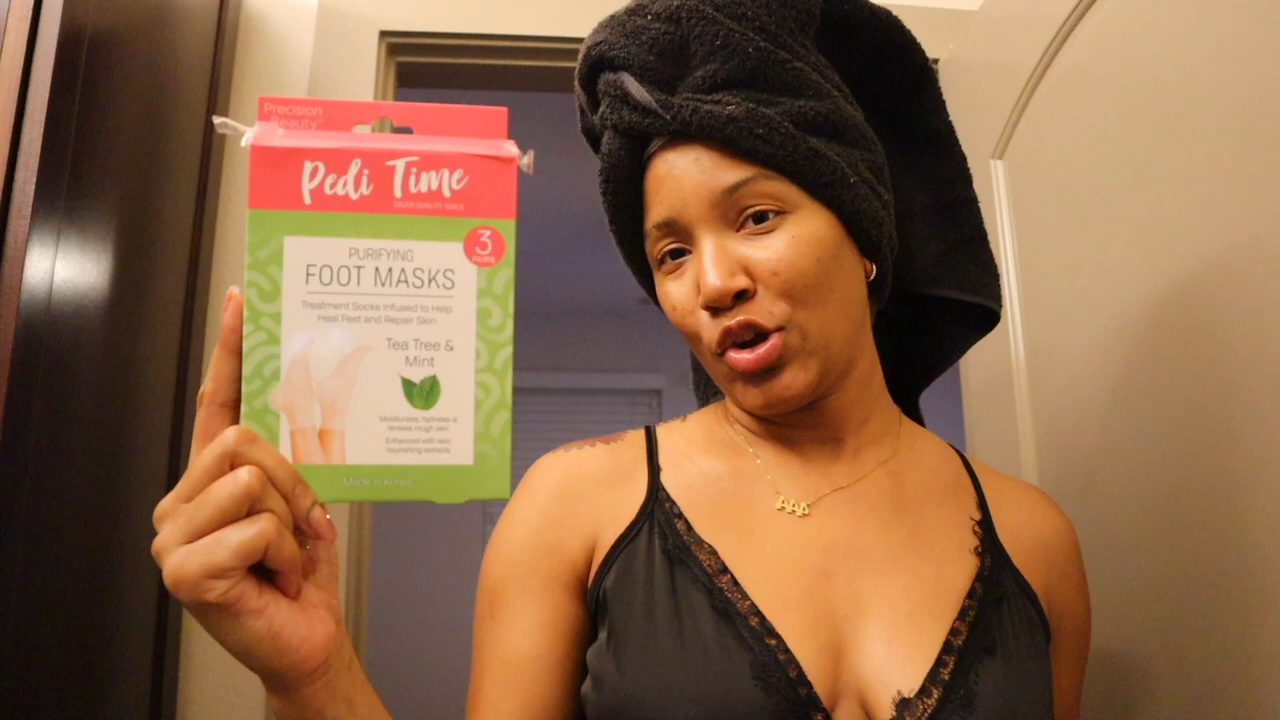 Precision
Beauty
Pedi Time
3
PAIRS
PURIFYING
FOOT MASKS
Treatment Socks Infused to Help
Heal Feet and Repair Skin
Tea Tree &
Mint
Moisturizes, hydrates &
renews rough skin
Enhanced with skin
nourishing extracts
Made in Korea
AAA